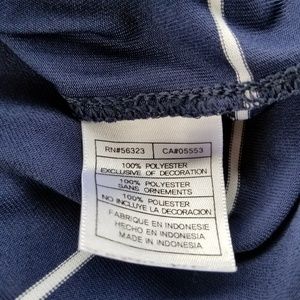 RN#56323 CA#05553
100% POLYESTER
EXCLUSIVE OF DECORATION
100% POLYESTER
SANS ORNEMENTS
100% POLIESTER
NO INCLUYE LA DECORACION
FABRIQUE EN INDONESIE
HECHO EN INDONESIA
MADE IN INDONESIA